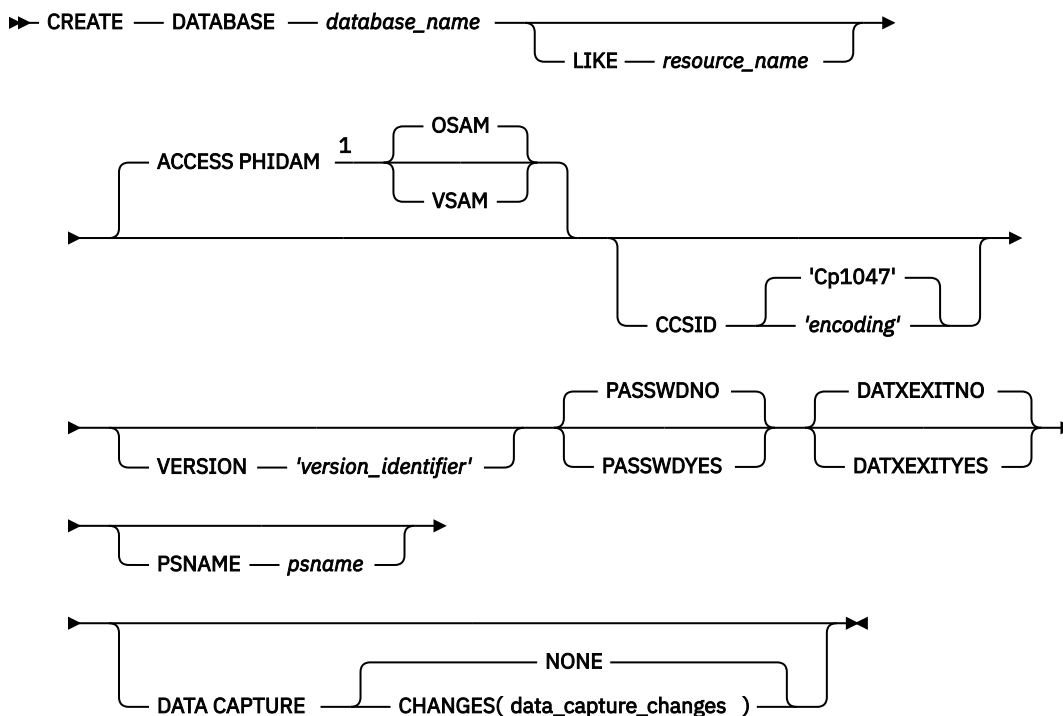 CREATE DATABASE database_name
LIKE resource_name
OSAM
ACCESS PHIDAM 1
VSAM
'Cp1047'
CCSID 'encoding'
PASSWDNO DATXEXITNO
VERSION 'version_identifier' PASSWDYES DATXEXITYES
PSNAME psname
NONE
DATA CAPTURE CHANGES( data_capture_changes )